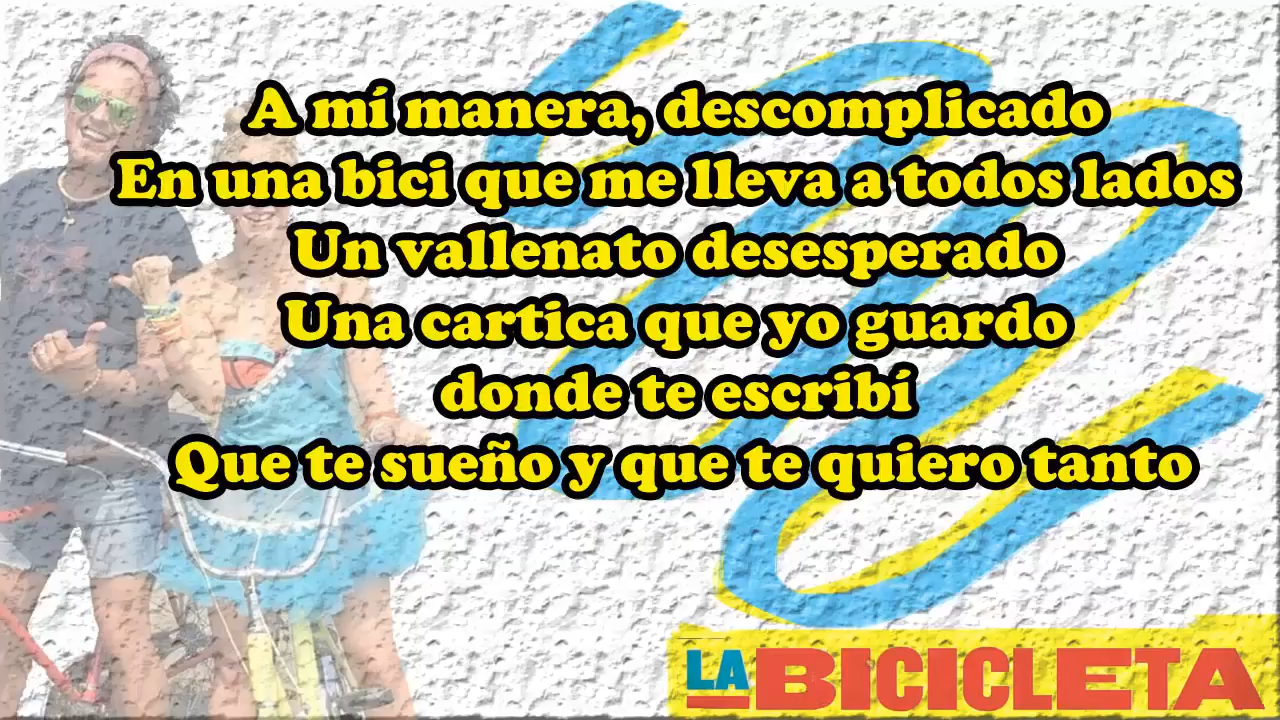 A mí manera, descomplicado
En una bici que me lleva a todos lados
Un vallenato desesperado
Una cartica que yo guardo
donde te escribí
Que te sueño y que te quiero tanto
LA BICICLETA